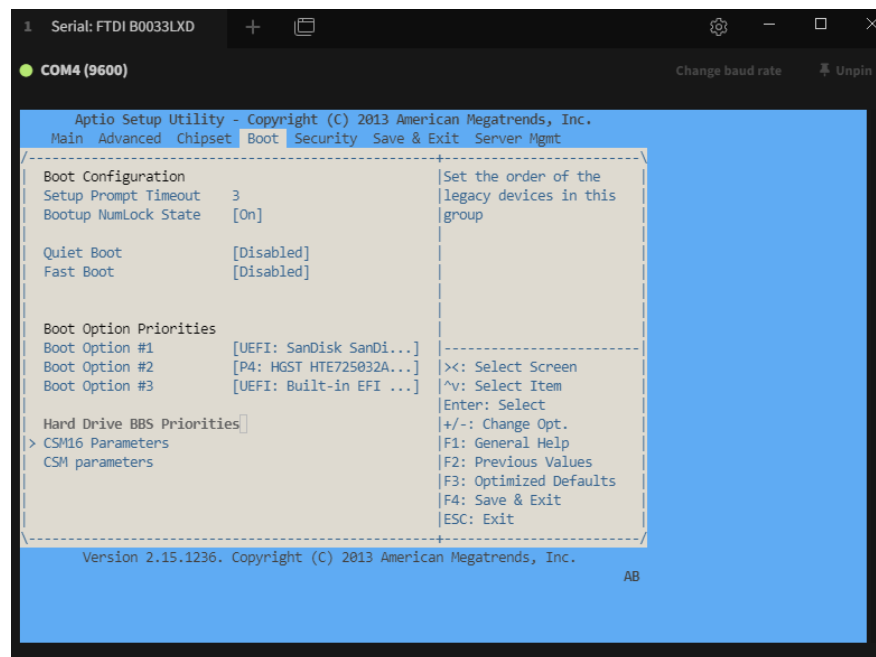 1 Serial: FTDI B0033LXD +
COM4 (9600) Change baud rate Unpin
Aptio Setup Utility - Copyright (C) 2013 American Megatrends, Inc.
Main Advanced Chipset Boot Security Save & Exit Server Mgmt
/----------------------------------------------------+-------------------------\
| Boot Configuration |Set the order of the |
| Setup Prompt Timeout 3 |legacy devices in this |
| Bootup NumLock State [On] |group |
| | |
| Quiet Boot [Disabled] | |
| Fast Boot [Disabled] | |
| | |
| | |
| Boot Option Priorities | |
| Boot Option #1 [UEFI: SanDisk SanDi...] |-------------------------|
| Boot Option #2 [P4: HGST HTE725032A...] |><: Select Screen |
| Boot Option #3 [UEFI: Built-in EFI ...] |^v: Select Item |
| |Enter: Select |
| Hard Drive BBS Priorities |+/-: Change Opt. |
|> CSM16 Parameters |F1: General Help |
| CSM parameters |F2: Previous Values |
| |F3: Optimized Defaults |
| |F4: Save & Exit |
| |ESC: Exit |
\----------------------------------------------------+-------------------------/
Version 2.15.1236. Copyright (C) 2013 American Megatrends, Inc.
AB